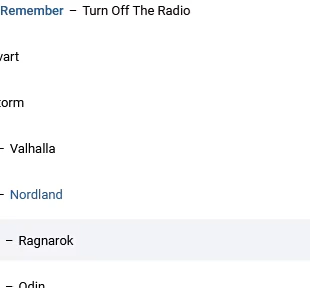 Remember – Turn Off The Radio
vart
torm
– Valhalla
– Nordland
– Ragnarok
– Odin